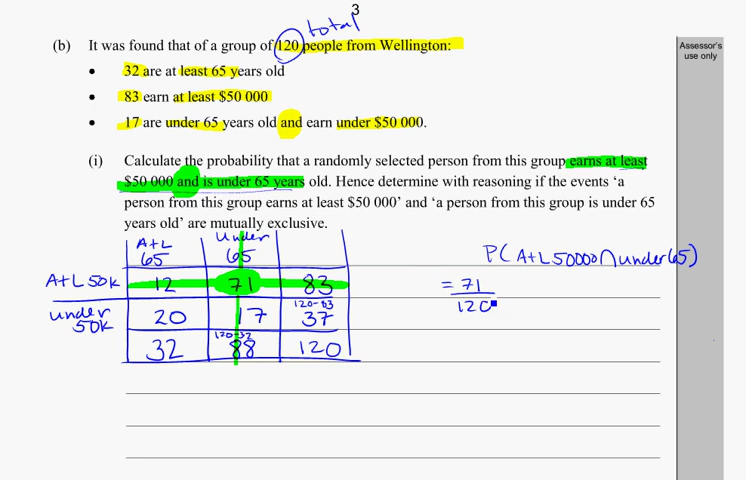 3
total
(b) It was found that of a group of 120 people from Wellington:
• 32 are at least 65 years old
• 83 earn at least $50 000
• 17 are under 65 years old and earn under $50 000.
Assessor's
use only
(i) Calculate the probability that a randomly selected person from this group earns at least
$50 000 and is under 65 years old. Hence determine with reasoning if the events ‘a
person from this group earns at least $50 000’ and ‘a person from this group is under 65
years old’ are mutually exclusive.
A+L 65 Under 65
A+L 50K 12 71 83
under 50K 20 17 120-83 37
32 120-32 88 120
P(A+L 50000∩under 65)
= 71
120